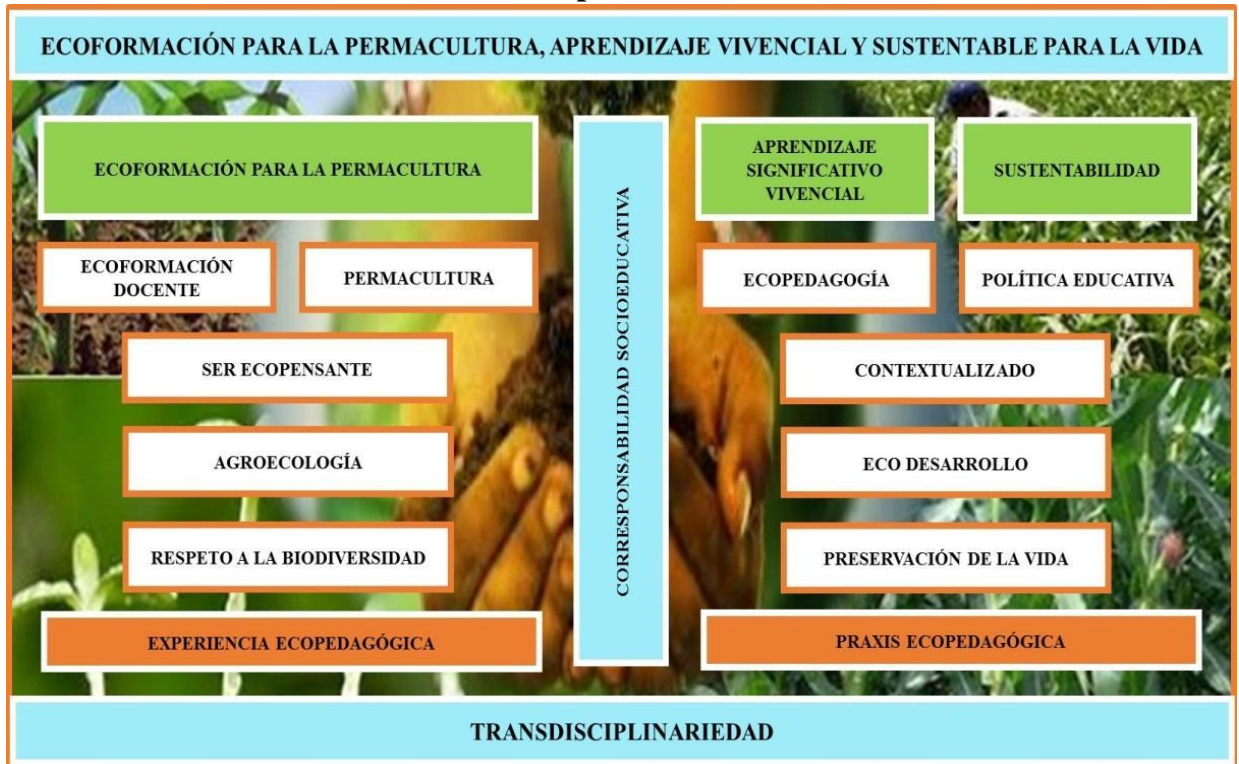 ECOFORMACIÓN PARA LA PERMACULTURA, APRENDIZAJE VIVENCIAL Y SUSTENTABLE PARA LA VIDA
ECOFORMACIÓN PARA LA PERMACULTURA
ECOFORMACIÓN
DOCENTE
PERMACULTURA
SER ECOPENSANTE
AGROECOLOGÍA
RESPETO A LA BIODIVERSIDAD
EXPERIENCIA ECOPEDAGÓGICA
CORRESPONSABILIDAD SOCIOEDUCATIVA
APRENDIZAJE
SIGNIFICATIVO
VIVENCIAL
SUSTENTABILIDAD
ECOPEDAGOGÍA
POLÍTICA EDUCATIVA
CONTEXTUALIZADO
ECO DESARROLLO
PRESERVACIÓN DE LA VIDA
PRAXIS ECOPEDAGÓGICA
TRANSDISCIPLINARIEDAD